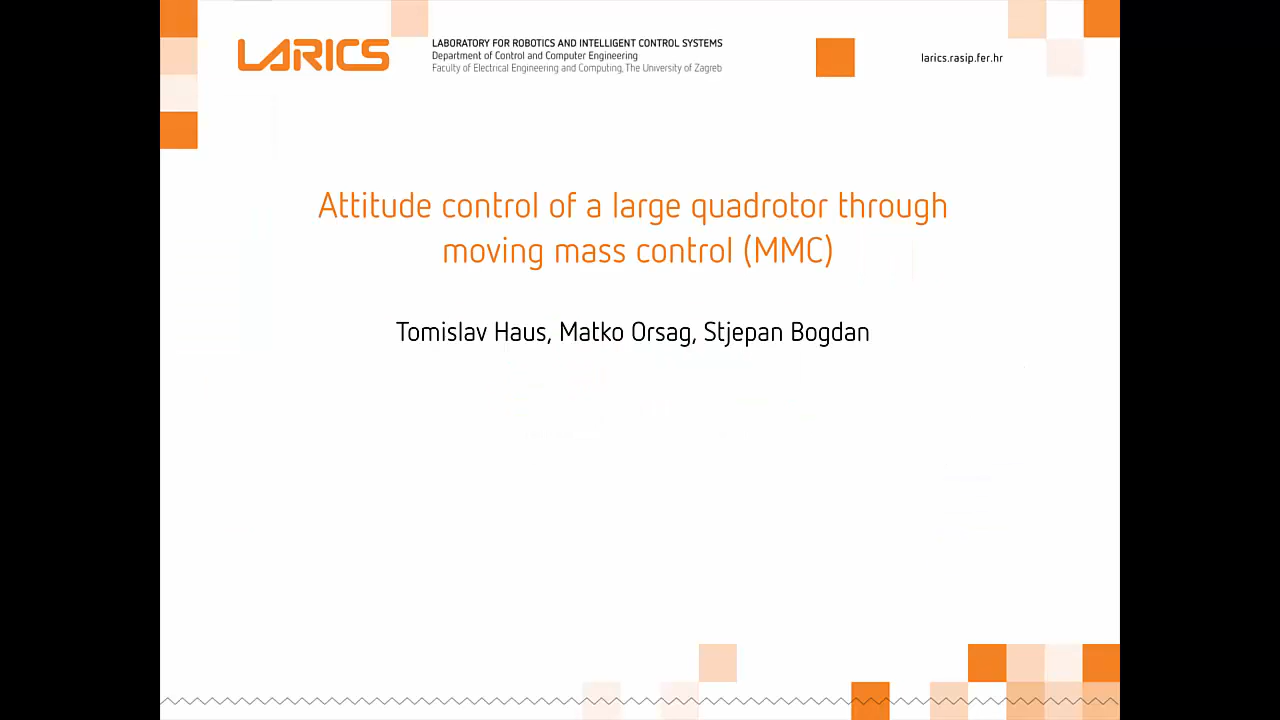 LARICS
LABORATORY FOR ROBOTICS AND INTELLIGENT CONTROL SYSTEMS
Department of Control and Computer Engineering
Faculty of Electrical Engineering and Computing, The University of Zagreb
larics.rasip.fer.hr
Attitude control of a large quadrotor through
moving mass control (MMC)
Tomislav Haus, Matko Orsag, Stjepan Bogdan